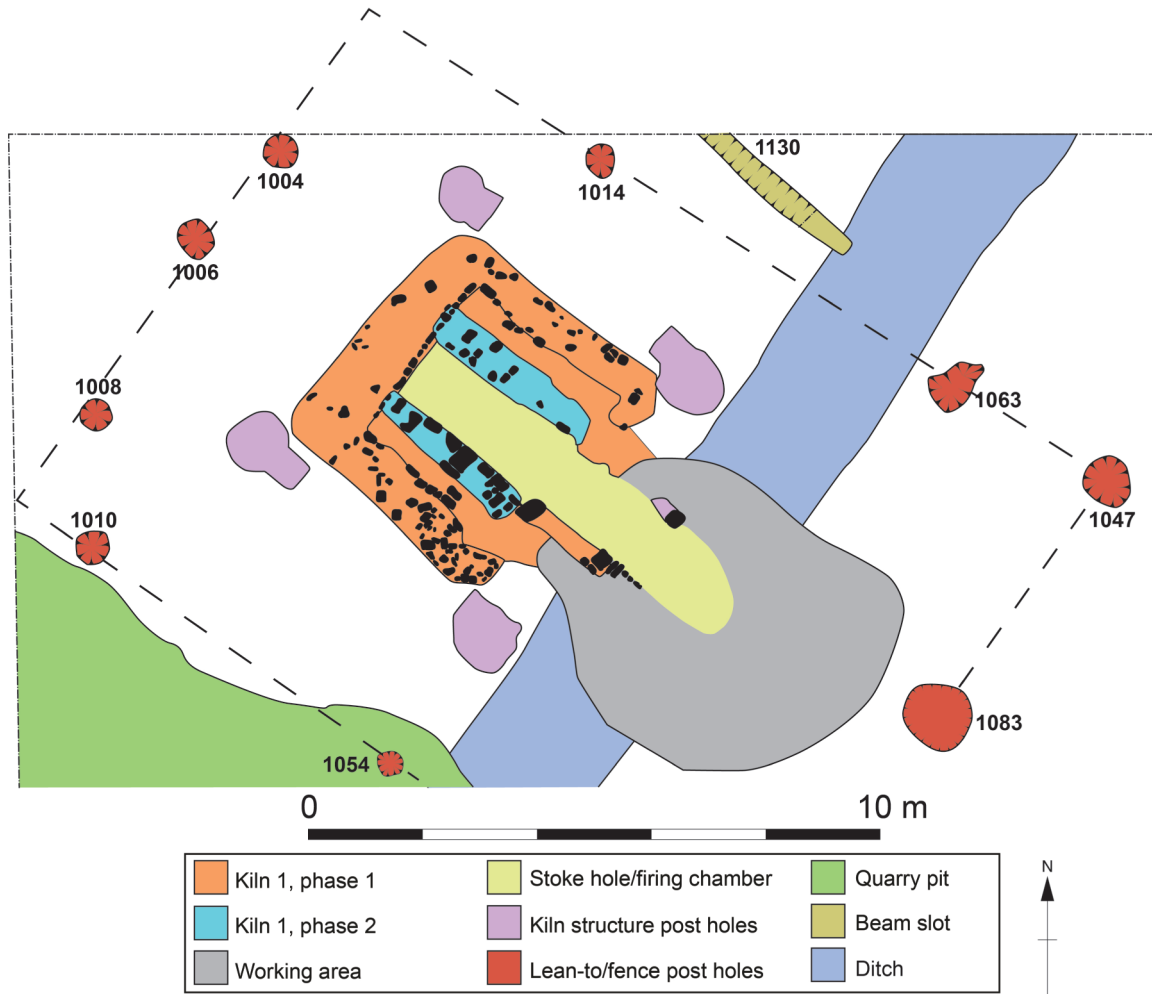 1130
1004
1014
1006
1008
1063
1047
1010
1083
1054
0 10 m
Kiln 1, phase 1
Kiln 1, phase 2
Working area
Stoke hole/firing chamber
Kiln structure post holes
Lean-to/fence post holes
Quarry pit
Beam slot
Ditch
N